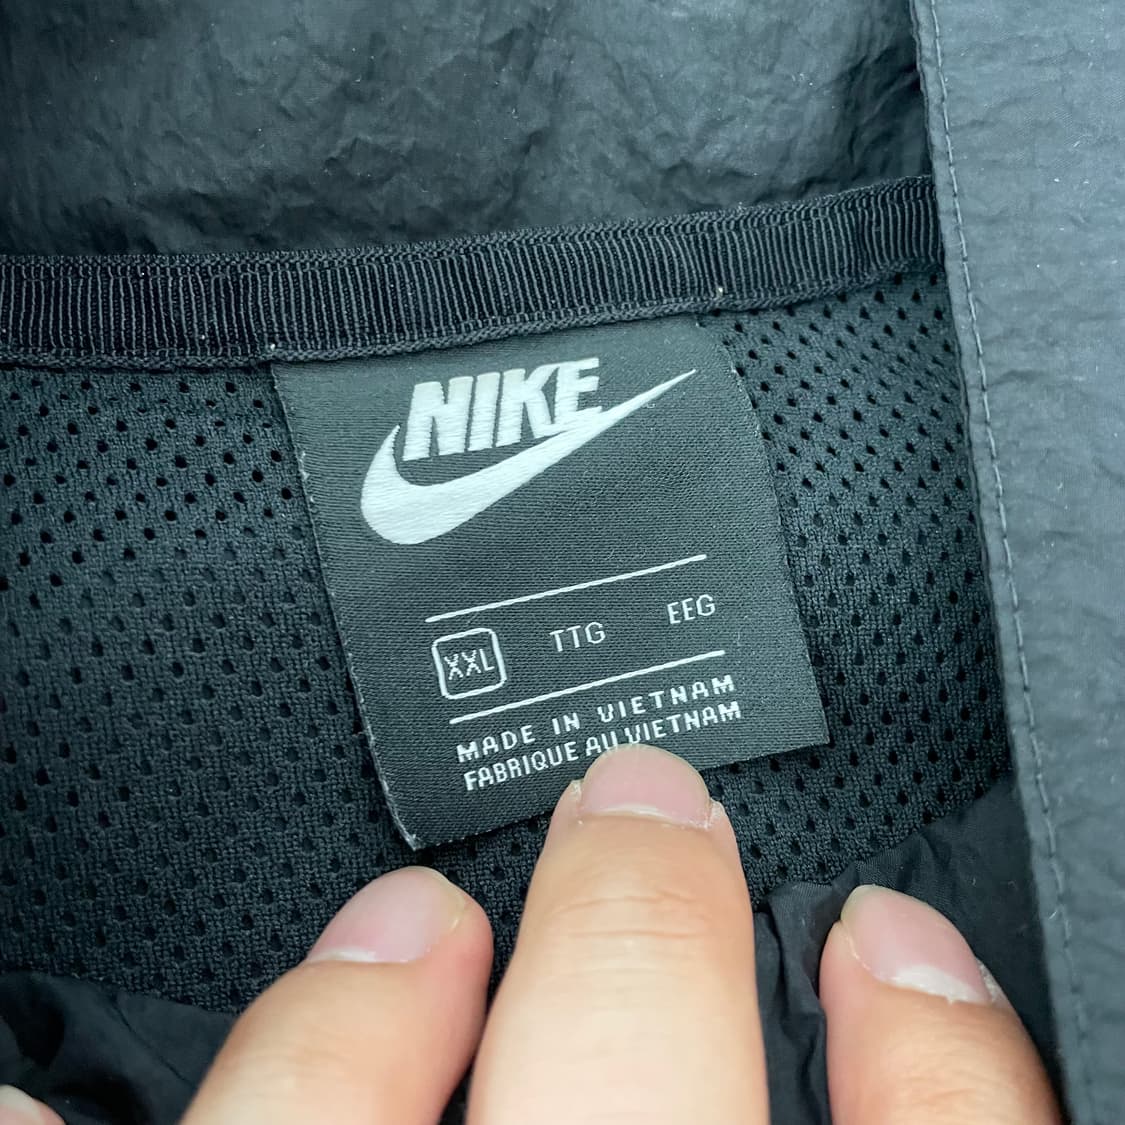 NIKE
XXL TTG EEG
MADE IN VIETNAM
FABRIQUE AU VIETNAM